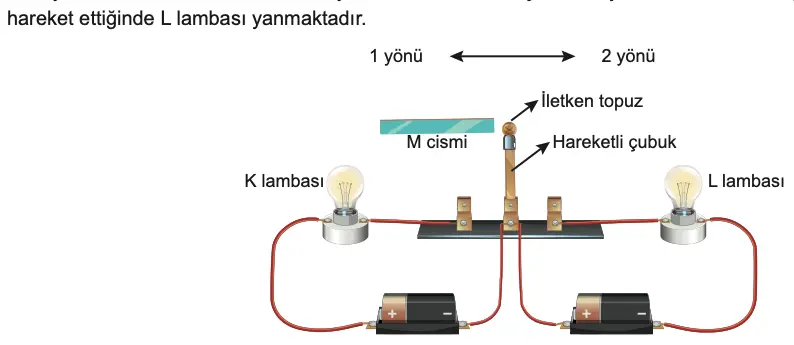 hareket ettiğinde L lambası yanmaktadır.
1 yönü
2 yönü
İletken topuz
M cismi
Hareketli çubuk
K lambası
L lambası
+
-
+
-